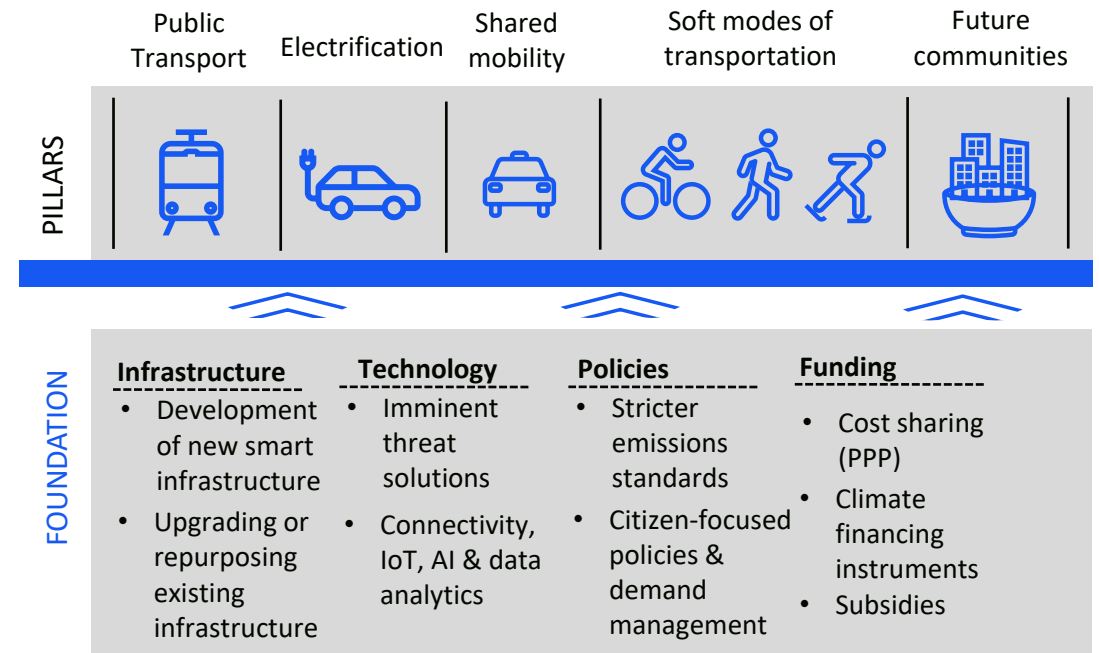 Public
Transport
Electrification
Shared
mobility
Soft modes of
transportation
Future
communities
PILLARS
FOUNDATION
Infrastructure
• Development
of new smart
infrastructure
• Upgrading or
repurposing
existing
infrastructure
Technology
• Imminent
threat
solutions
• Connectivity,
IoT, AI & data
analytics
Policies
• Stricter
emissions
standards
• Citizen-focused
policies &
demand
management
Funding
• Cost sharing
(PPP)
• Climate
financing
instruments
• Subsidies